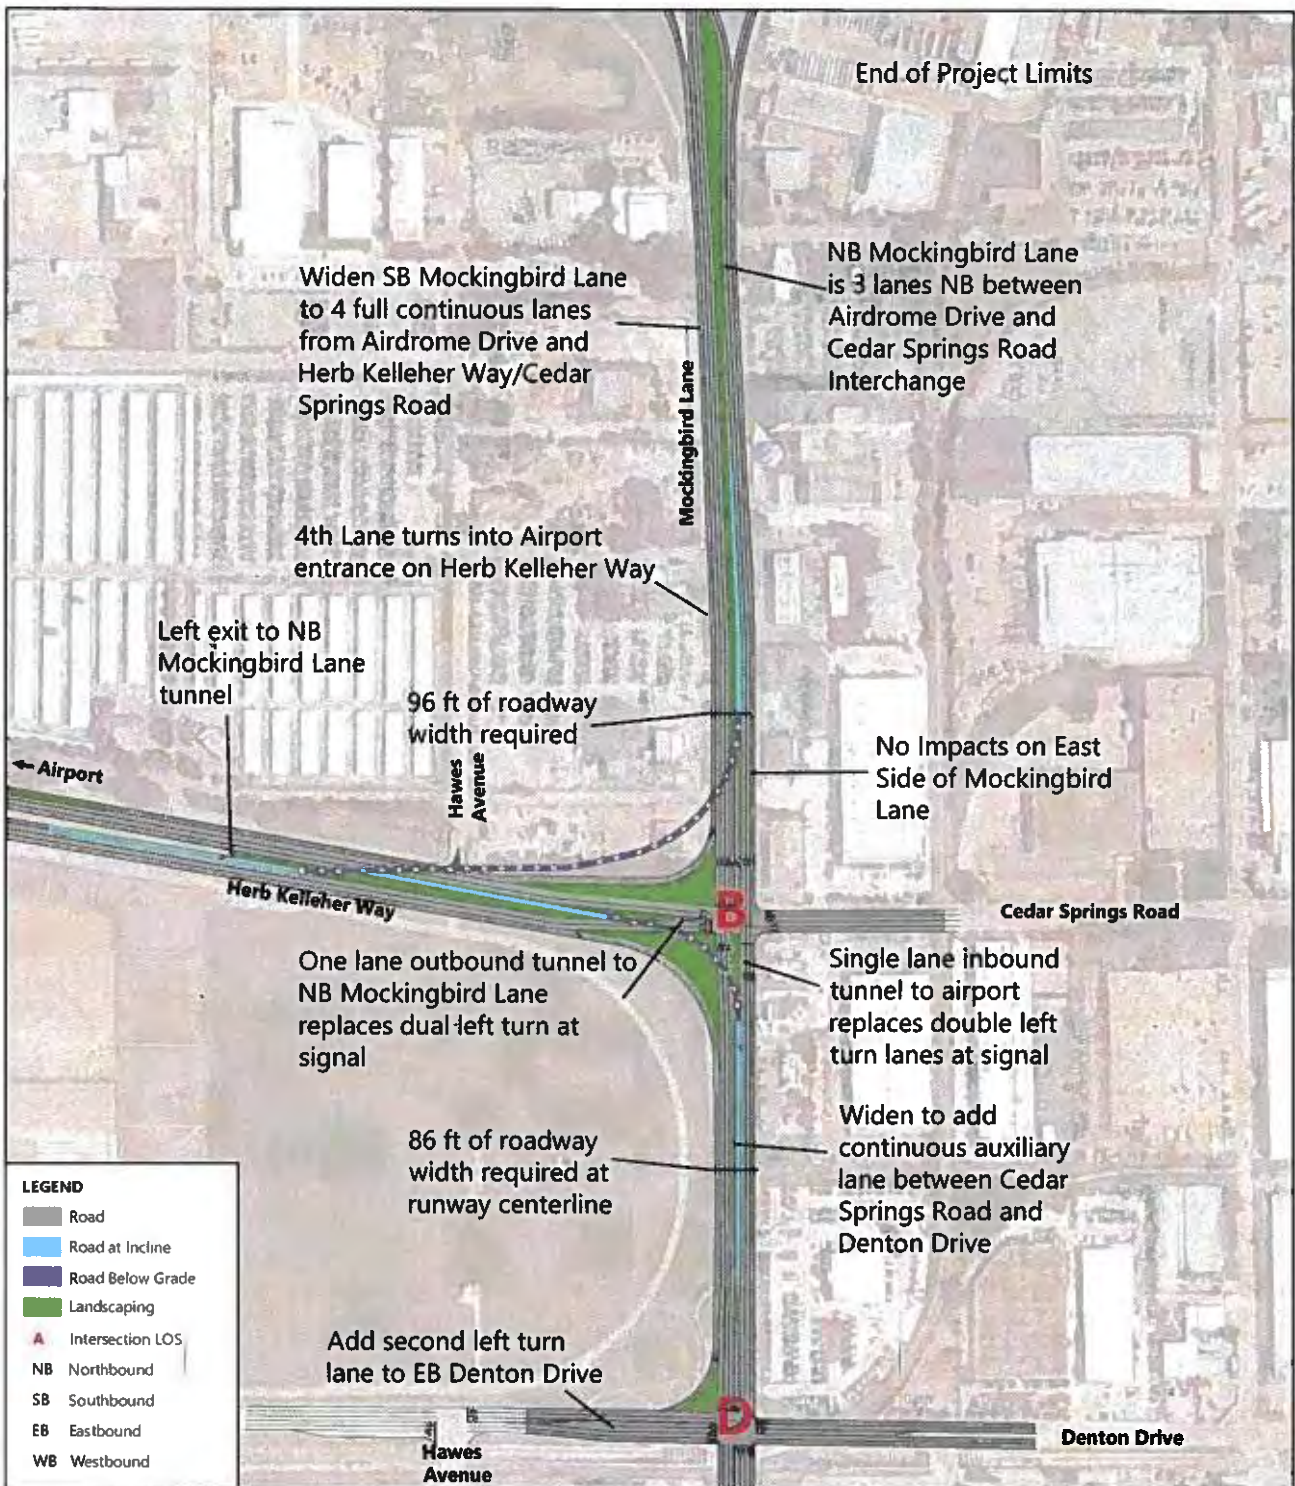 End of Project Limits
Widen SB Mockingbird Lane
to 4 full continuous lanes
from Airdrome Drive and
Herb Kelleher Way/Cedar
Springs Road
NB Mockingbird Lane
is 3 lanes NB between
Airdrome Drive and
Cedar Springs Road
Interchange
Mockingbird Lane
4th Lane turns into Airport
entrance on Herb Kelleher Way
Left exit to NB
Mockingbird Lane
tunnel
96 ft of roadway
width required
No Impacts on East
Side of Mockingbird
Lane
Airport
Hawes
Avenue
Herb Kelleher Way
B
Cedar Springs Road
One lane outbound tunnel to
NB Mockingbird Lane
replaces dual left turn at
signal
Single lane inbound
tunnel to airport
replaces double left
turn lanes at signal
86 ft of roadway
width required at
runway centerline
Widen to add
continuous auxiliary
lane between Cedar
Springs Road and
Denton Drive
Add second left turn
lane to EB Denton Drive
D
Hawes
Avenue
Denton Drive
LEGEND
Road
Road at Incline
Road Below Grade
Landscaping
A Intersection LOS
NB Northbound
SB Southbound
EB Eastbound
WB Westbound